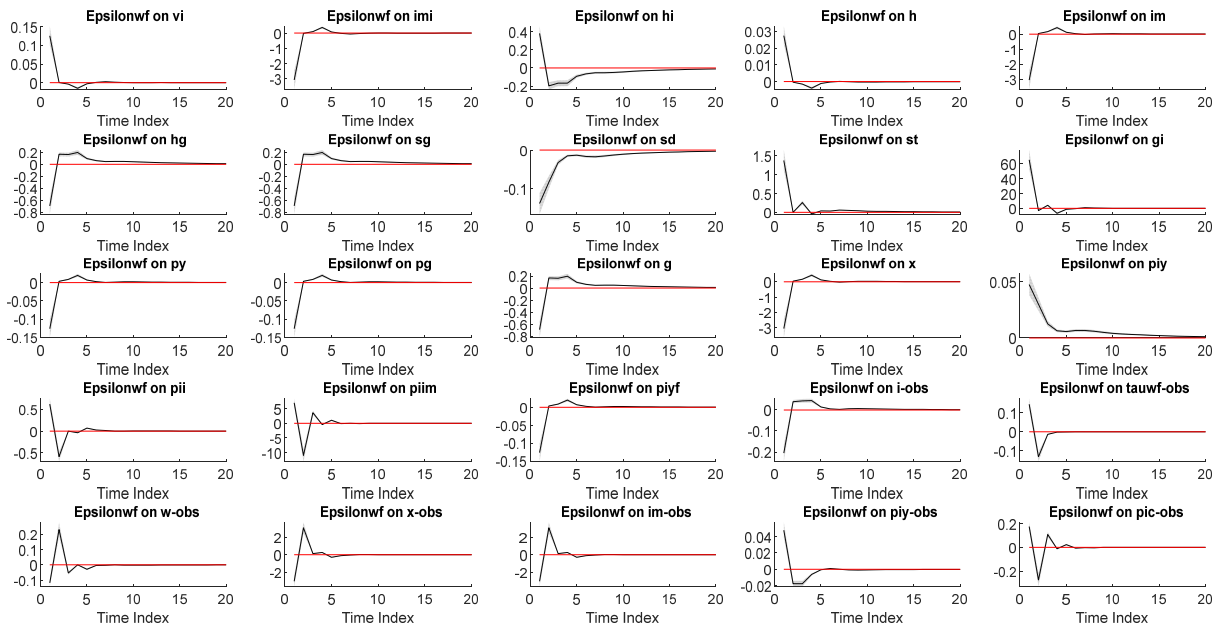 Epsilonwf on vi
Epsilonwf on imi
Epsilonwf on hi
Epsilonwf on h
Epsilonwf on im
0.15
0.1
0.05
0
0
-1
-2
-3
0.4
0.2
0
-0.2
0.03
0.02
0.01
0
0
-1
-2
-3
0 5 10 15 20
0 5 10 15 20
0 5 10 15 20
0 5 10 15 20
0 5 10 15 20
Time Index
Time Index
Time Index
Time Index
Time Index
Epsilonwf on hg
Epsilonwf on sg
Epsilonwf on sd
Epsilonwf on st
Epsilonwf on gi
0.2
0
-0.2
-0.4
-0.6
-0.8
0.2
0
-0.2
-0.4
-0.6
-0.8
0
-0.1
1.5
1
0.5
0
60
40
20
0
0 5 10 15 20
0 5 10 15 20
0 5 10 15 20
0 5 10 15 20
0 5 10 15 20
Time Index
Time Index
Time Index
Time Index
Time Index
Epsilonwf on py
Epsilonwf on pg
Epsilonwf on g
Epsilonwf on x
Epsilonwf on piy
0
-0.05
-0.1
-0.15
0
-0.05
-0.1
-0.15
0.2
0
-0.2
-0.4
-0.6
-0.8
0
-1
-2
-3
0.05
0
0 5 10 15 20
0 5 10 15 20
0 5 10 15 20
0 5 10 15 20
0 5 10 15 20
Time Index
Time Index
Time Index
Time Index
Time Index
Epsilonwf on pii
Epsilonwf on piim
Epsilonwf on piyf
Epsilonwf on i-obs
Epsilonwf on tauwf-obs
0.5
0
-0.5
5
0
-5
-10
0
-0.05
-0.1
-0.15
0
-0.1
-0.2
0.1
0
-0.1
0 5 10 15 20
0 5 10 15 20
0 5 10 15 20
0 5 10 15 20
0 5 10 15 20
Time Index
Time Index
Time Index
Time Index
Time Index
Epsilonwf on w-obs
Epsilonwf on x-obs
Epsilonwf on im-obs
Epsilonwf on piy-obs
Epsilonwf on pic-obs
0.2
0.1
0
-0.1
2
0
-2
2
0
-2
0.04
0.02
0
-0.02
0.2
0
-0.2
0 5 10 15 20
0 5 10 15 20
0 5 10 15 20
0 5 10 15 20
0 5 10 15 20
Time Index
Time Index
Time Index
Time Index
Time Index